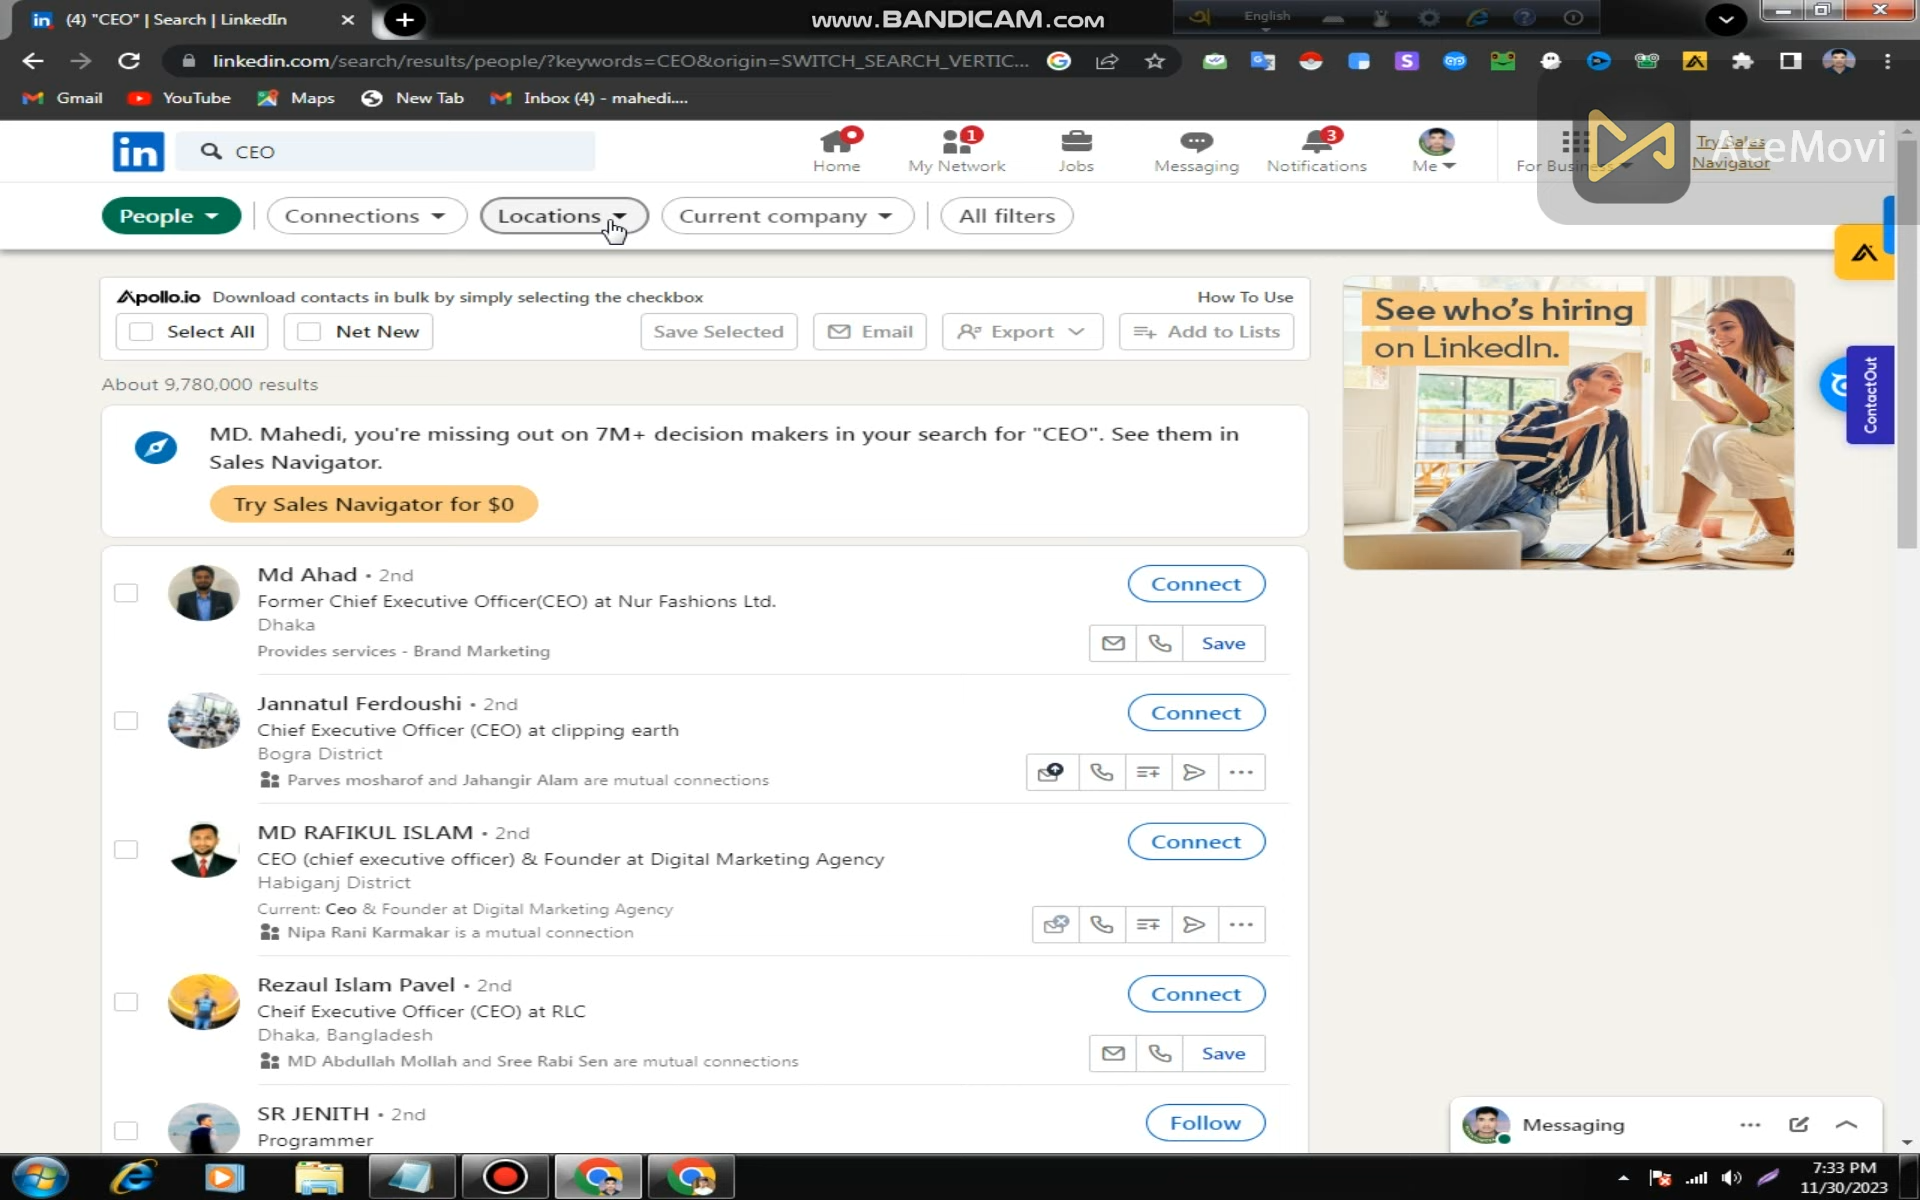 (4) "CEO" | Search | LinkedIn
www.BANDICAM.com
English
linkedin.com/search/results/people/?keywords=CEO&origin=SWITCH_SEARCH_VERTIC...
Gmail
YouTube
Maps
New Tab
Inbox (4) - mahedi....
in
CEO
Home
1
My Network
Jobs
Messaging
3
Notifications
Me
For Business
Try Sales
Navigator
AceMovi
People
Connections
Locations
Current company
All filters
Apollo.io Download contacts in bulk by simply selecting the checkbox
How To Use
Select All
Net New
Save Selected
Email
Export
Add to Lists
See who's hiring
on LinkedIn.
ContactOut
About 9,780,000 results
MD. Mahedi, you're missing out on 7M+ decision makers in your search for "CEO". See them in
Sales Navigator.
Try Sales Navigator for $0
Md Ahad • 2nd
Former Chief Executive Officer(CEO) at Nur Fashions Ltd.
Dhaka
Provides services - Brand Marketing
Connect
Save
Jannatul Ferdoushi • 2nd
Chief Executive Officer (CEO) at clipping earth
Bogra District
Parves mosharof and Jahangir Alam are mutual connections
Connect
MD RAFIKUL ISLAM • 2nd
CEO (chief executive officer) & Founder at Digital Marketing Agency
Habiganj District
Current: Ceo & Founder at Digital Marketing Agency
Nipa Rani Karmakar is a mutual connection
Connect
Rezaul Islam Pavel • 2nd
Cheif Executive Officer (CEO) at RLC
Dhaka, Bangladesh
MD Abdullah Mollah and Sree Rabi Sen are mutual connections
Connect
Save
SR JENITH • 2nd
Programmer
Follow
Messaging
7:33 PM
11/30/2023